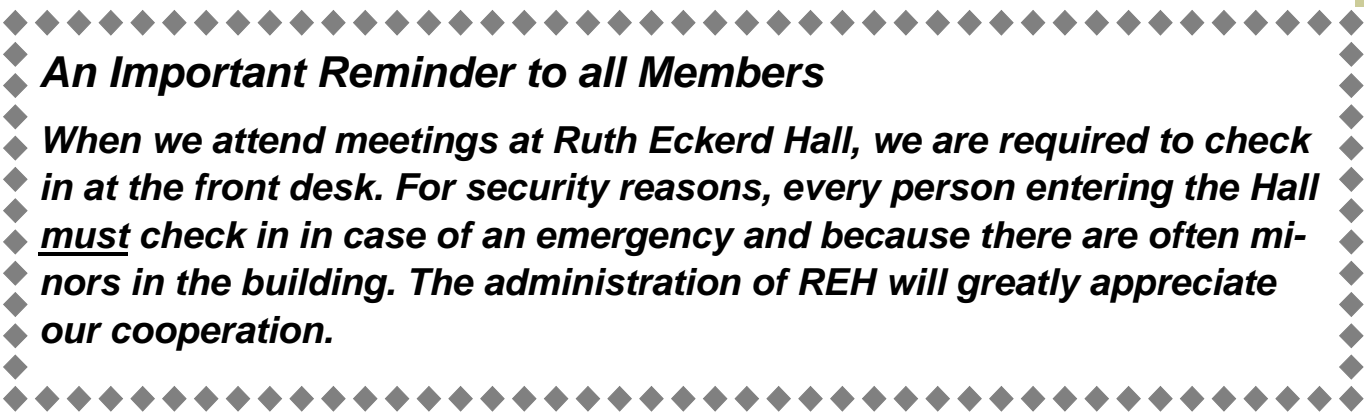 An Important Reminder to all Members
When we attend meetings at Ruth Eckerd Hall, we are required to check
in at the front desk. For security reasons, every person entering the Hall
must check in in case of an emergency and because there are often mi-
nors in the building. The administration of REH will greatly appreciate
our cooperation.